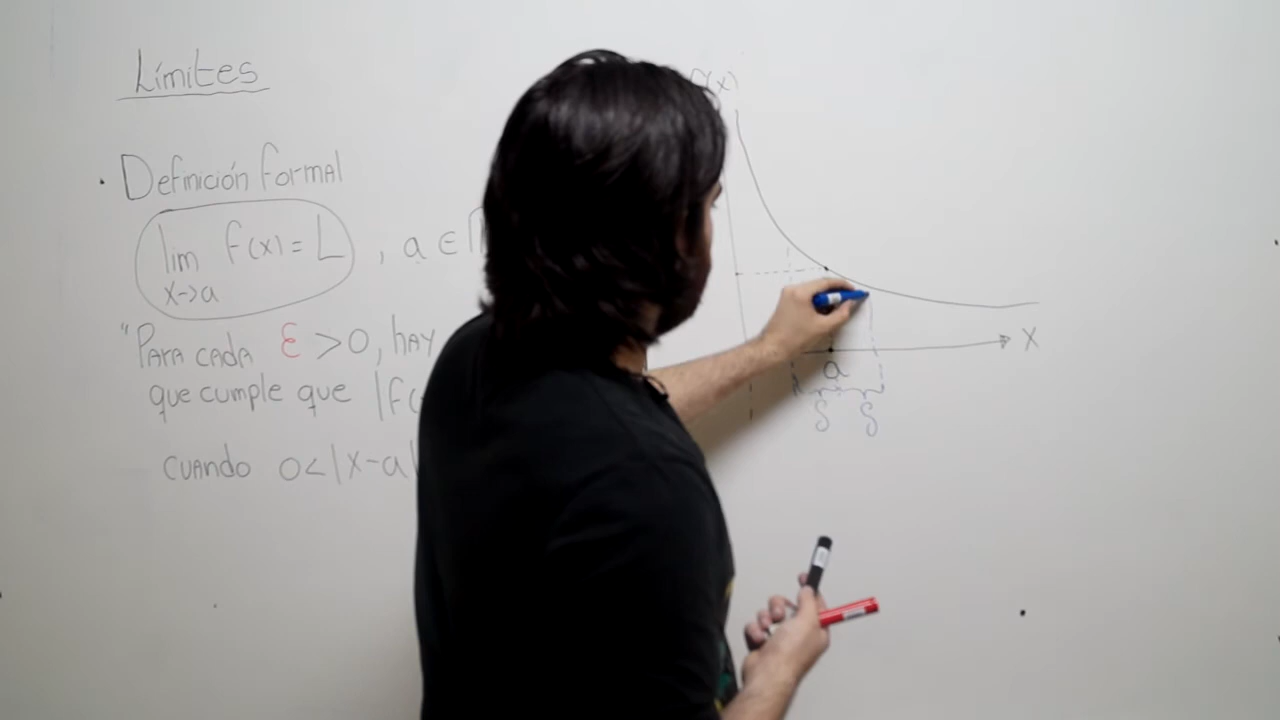 Límites
• Definición formal
lim f(x) = L , a ∈
x→a
"Para cada ε > 0, hay
que cumple que |f(
cuando 0 < |x-a|
(x)
X
a
δ δ